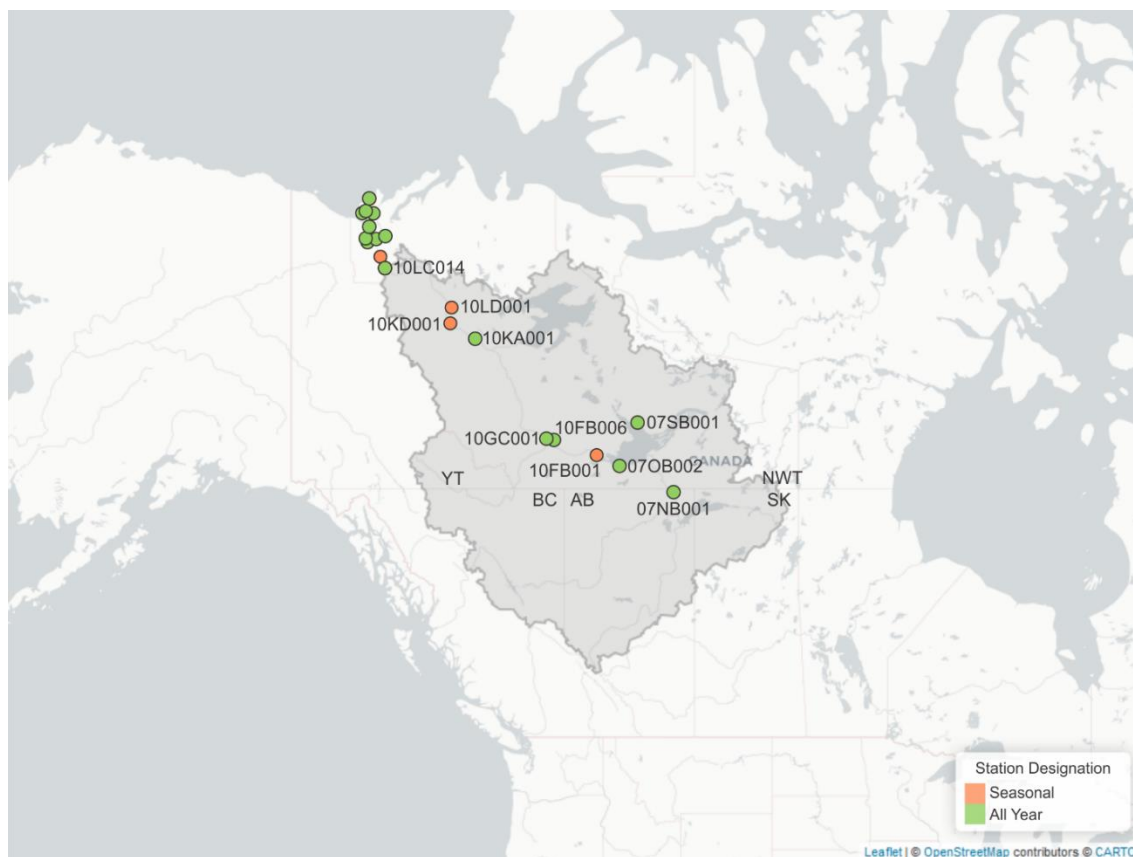 10LC014
10LD001
10KD001
10KA001
07SB001
10FB006
10GC001
CANADA
10FB001
07OB002
YT
NWT
BC
AB
SK
07NB001
Station Designation
Seasonal
All Year
Leaflet | © OpenStreetMap contributors © CARTO